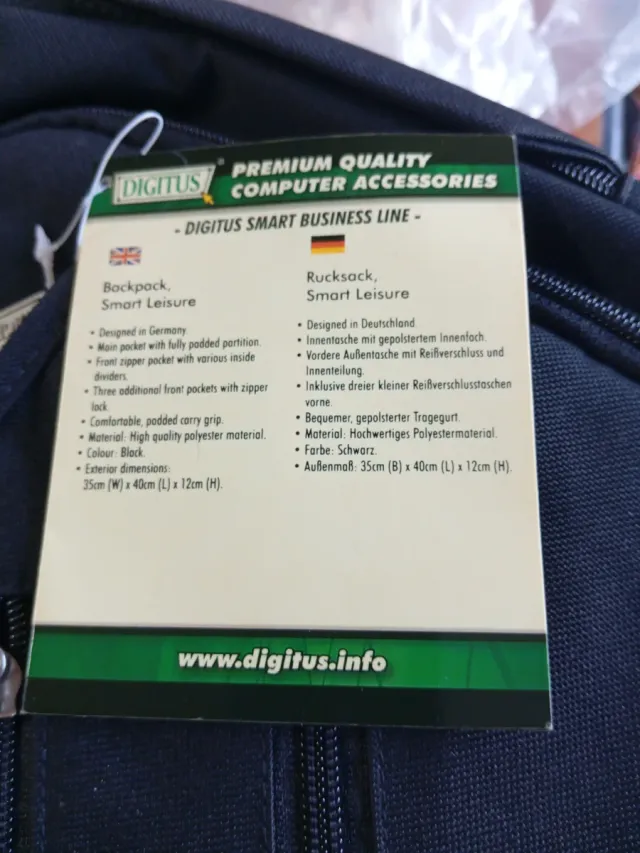 DIGITUS®
PREMIUM QUALITY
COMPUTER ACCESSORIES
- DIGITUS SMART BUSINESS LINE -
Backpack,
Smart Leisure
• Designed in Germany.
• Main pocket with fully padded partition.
• Front zipper pocket with various inside
dividers.
• Three additional front pockets with zipper
lock.
• Comfortable, padded carry grip.
• Material: High quality polyester material.
• Colour: Black.
• Exterior dimensions:
35cm (W) x 40cm (L) x 12cm (H).
Rucksack,
Smart Leisure
• Designed in Deutschland.
• Innentasche mit gepolstertem Innenfach.
• Vordere Außentasche mit Reißverschluss und
Innenteilung.
• Inklusive dreier kleiner Reißverschlusstaschen
vorne.
• Bequemer, gepolsterter Tragegurt.
• Material: Hochwertiges Polyestermaterial.
• Farbe: Schwarz.
• Außenmaß: 35cm (B) x 40cm (L) x 12cm (H).
www.digitus.info